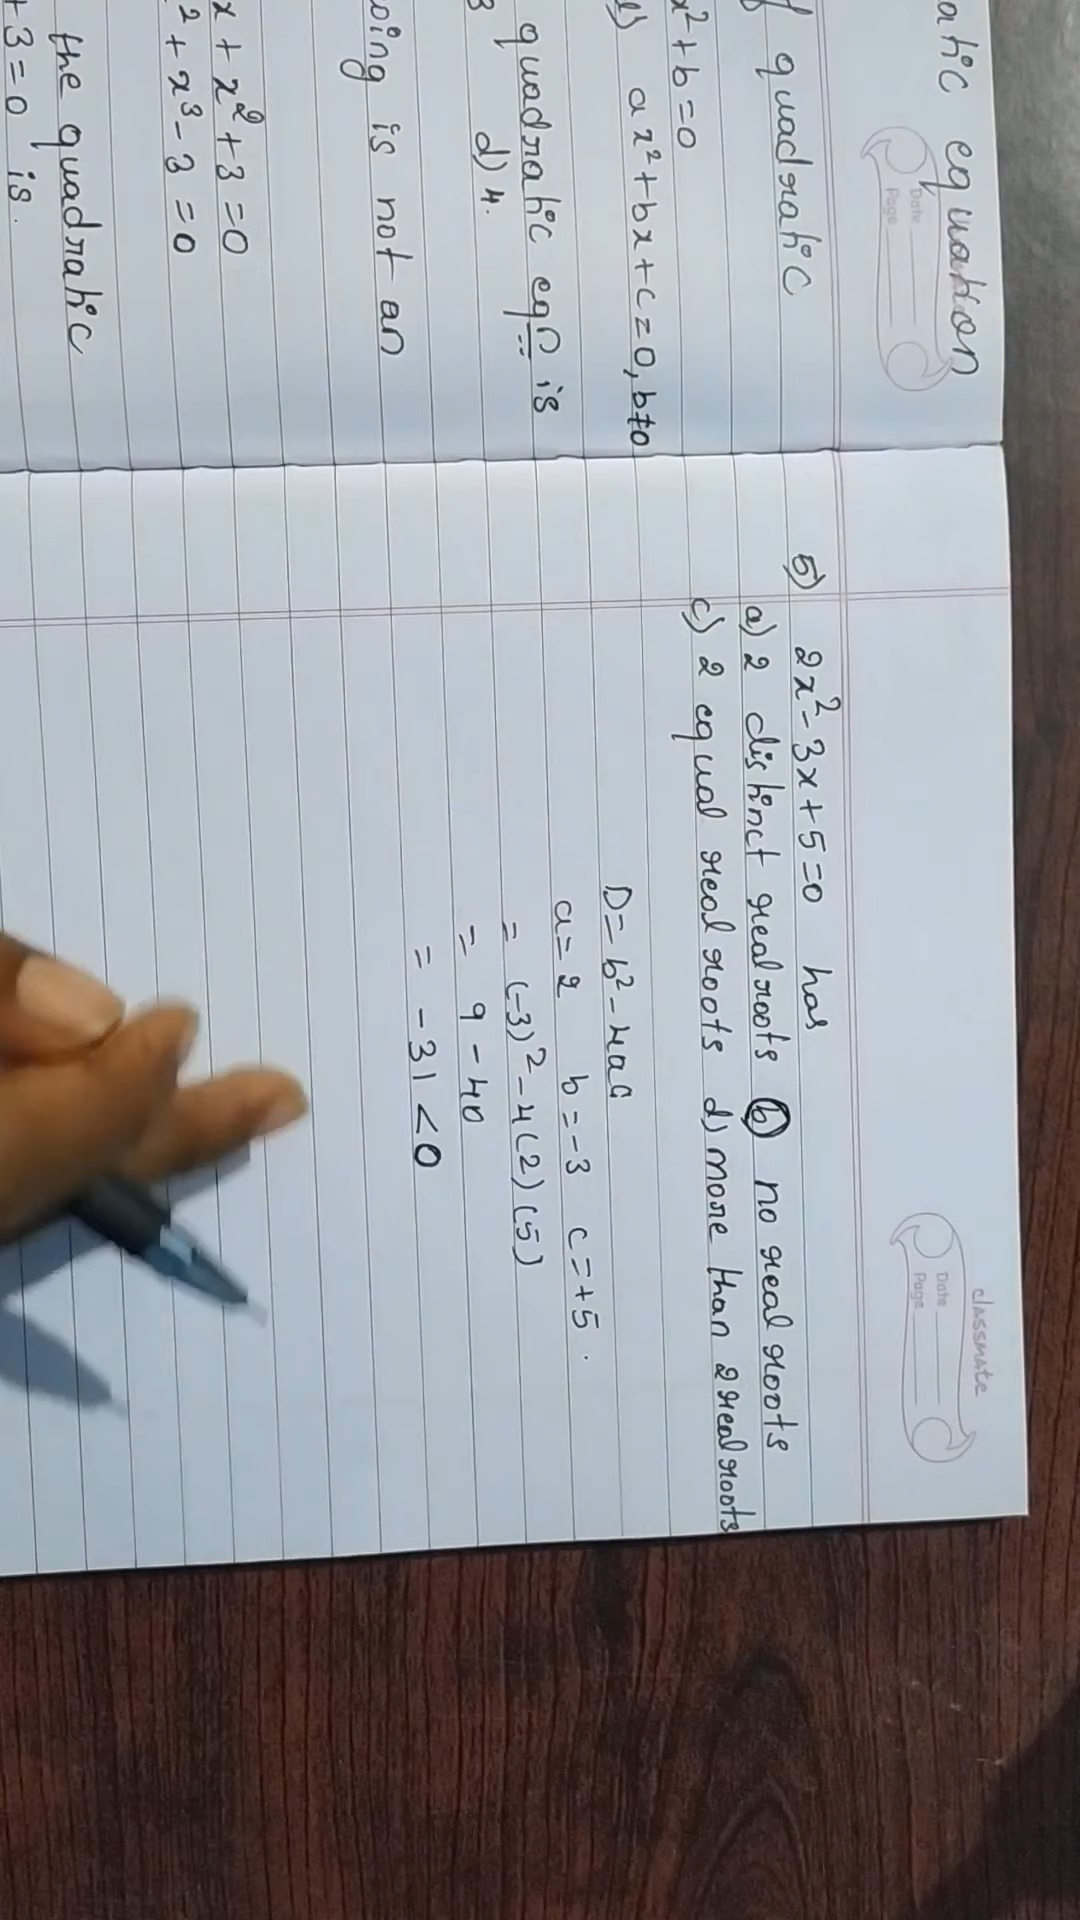 atic equation
Date
Page
quadratic
x² + b = 0
ax² + bx + c = 0, b≠0
quadratic eqn is
3 d) 4.
oing is not an
x + x² + 3 = 0
² + x³ - 3 = 0
the quadratic
+ 3 = 0 is.
classmate
Date
Page
5) 2x² - 3x + 5 = 0 has
a) 2 distinct real roots b) no real roots
c) 2 equal real roots d) more than 2 real roots
D = b² - 4ac
a = 2 b = -3 c = +5 .
= (-3)² - 4(2)(5)
= 9 - 40
= -31 < 0